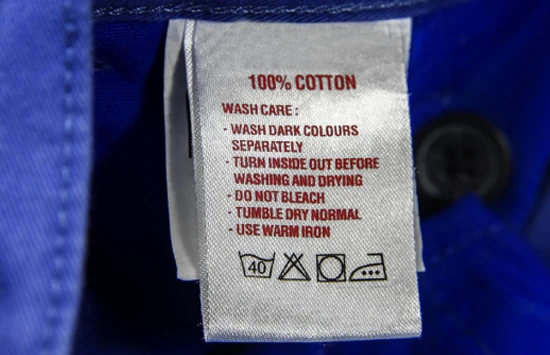 100% COTTON
WASH CARE :
- WASH DARK COLOURS
SEPARATELY
- TURN INSIDE OUT BEFORE
WASHING AND DRYING
- DO NOT BLEACH
- TUMBLE DRY NORMAL
- USE WARM IRON
40